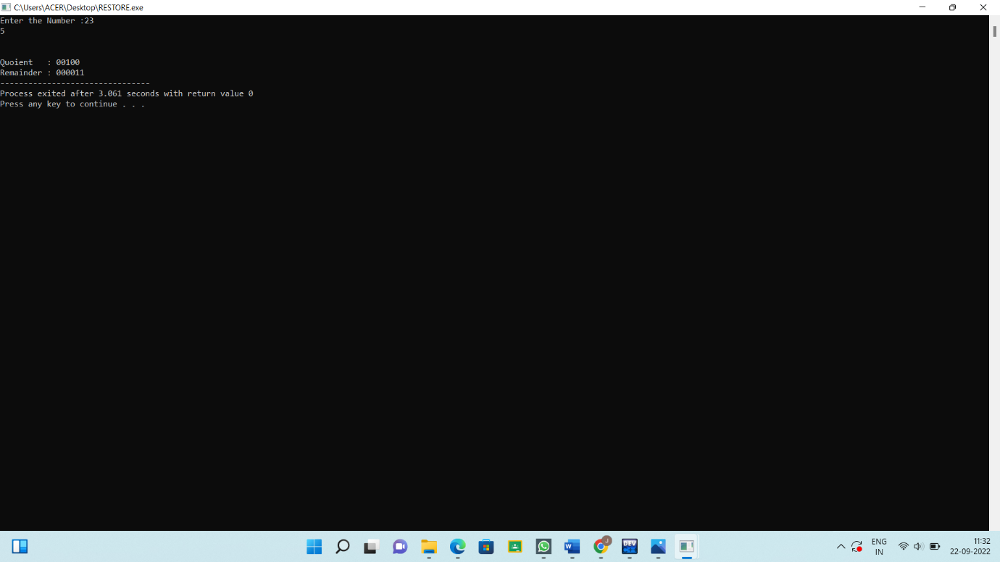 C:\Users\ACER\Desktop\RESTORE.exe
Enter the Number :23
5
Quoient   : 00100
Remainder : 000011
--------------------------------
Process exited after 3.061 seconds with return value 0
Press any key to continue . . .
W
J
DEV
ENG
IN
11:32
22-09-2022